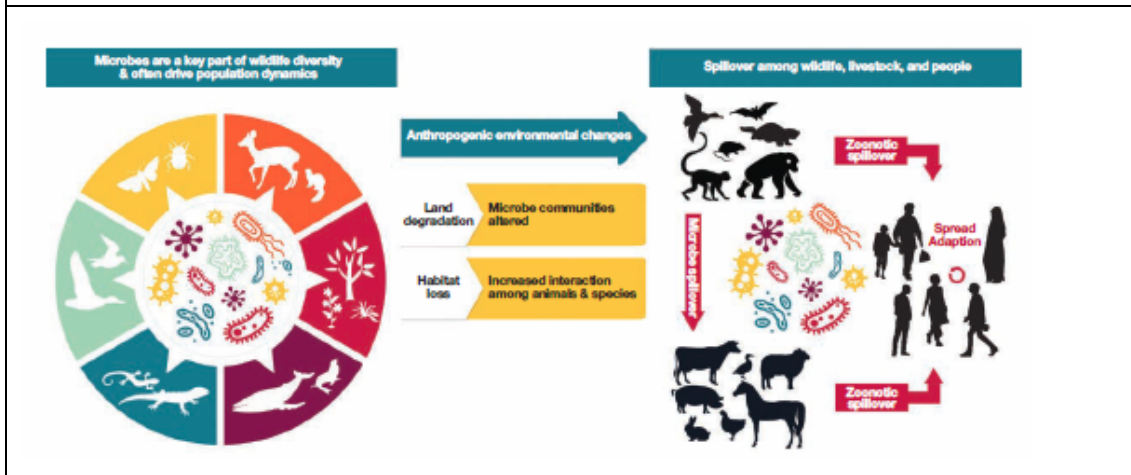 Microbes are a key part of wildlife diversity
& often drive population dynamics
Anthropogenic environmental changes
Land
degradation
Microbe communities
altered
Habitat
loss
Increased interaction
among animals & species
Spillover among wildlife, livestock, and people
Zoonotic
spillover
Microbe spillover
Spread
Adaption
Zoonotic
spillover